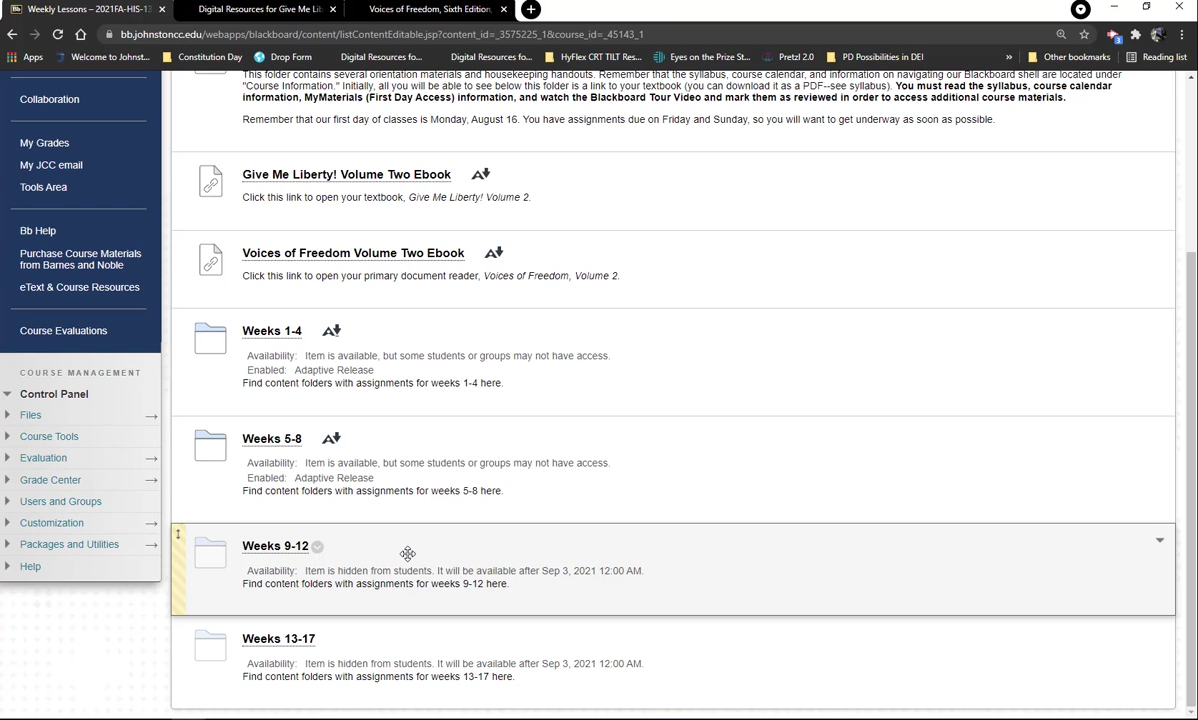 Weekly Lessons – 2021FA-HIS-13
Digital Resources for Give Me Lib
Voices of Freedom, Sixth Edition,
bb.johnstoncc.edu/webapps/blackboard/content/listContentEditable.jsp?content_id=_3575225_1&course_id=_45143_1
3
Apps
Welcome to Johnst...
Constitution Day
Drop Form
Digital Resources fo...
Digital Resources for...
HyFlex CRT TILT Res...
Eyes on the Prize St...
Pretzl 2.0
PD Possibilities in DEI
»
Other bookmarks
Reading list
Collaboration
My Grades
My JCC email
Tools Area
Bb Help
Purchase Course Materials
from Barnes and Noble
eText & Course Resources
Course Evaluations
COURSE MANAGEMENT
Control Panel
Files
Course Tools
Evaluation
Grade Center
Users and Groups
Customization
Packages and Utilities
Help
This folder contains several orientation materials and housekeeping handouts. Remember that the syllabus, course calendar, and information on navigating our Blackboard shell are located under
"Course Information." Initially, all you will be able to see below this folder is a link to your textbook (you can download it as a PDF--see syllabus). You must read the syllabus, course calendar
information, MyMaterials (First Day Access) information, and watch the Blackboard Tour Video and mark them as reviewed in order to access additional course materials.
Remember that our first day of classes is Monday, August 16. You have assignments due on Friday and Sunday, so you will want to get underway as soon as possible.
Give Me Liberty! Volume Two Ebook
Click this link to open your textbook, Give Me Liberty! Volume 2.
Voices of Freedom Volume Two Ebook
Click this link to open your primary document reader, Voices of Freedom, Volume 2.
Weeks 1-4
Availability: Item is available, but some students or groups may not have access.
Enabled: Adaptive Release
Find content folders with assignments for weeks 1-4 here.
Weeks 5-8
Availability: Item is available, but some students or groups may not have access.
Enabled: Adaptive Release
Find content folders with assignments for weeks 5-8 here.
Weeks 9-12
Availability: Item is hidden from students. It will be available after Sep 3, 2021 12:00 AM.
Find content folders with assignments for weeks 9-12 here.
Weeks 13-17
Availability: Item is hidden from students. It will be available after Sep 3, 2021 12:00 AM.
Find content folders with assignments for weeks 13-17 here.